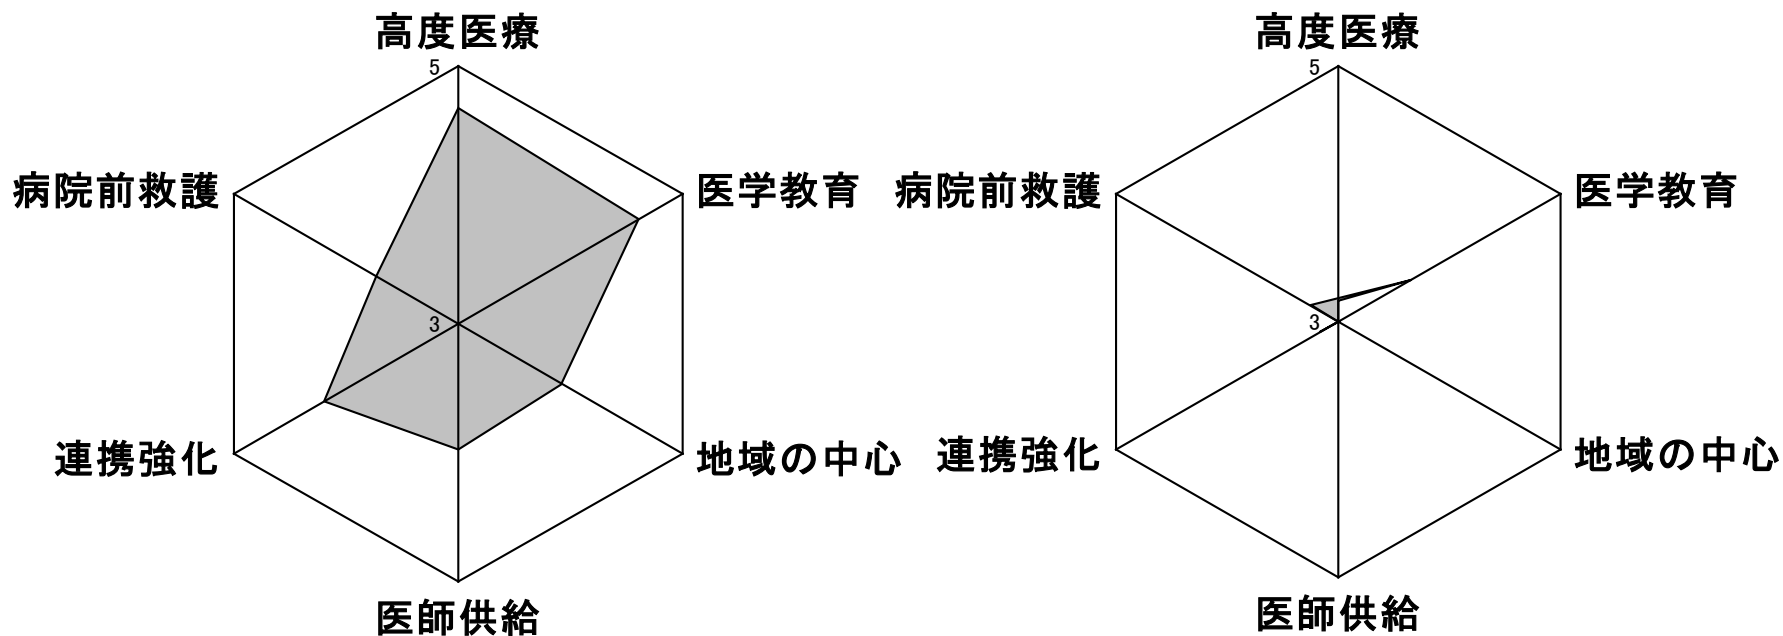 高度医療
5
病院前救護
医学教育
3
連携強化
地域の中心
医師供給
高度医療
5
病院前救護
医学教育
3
連携強化
地域の中心
医師供給